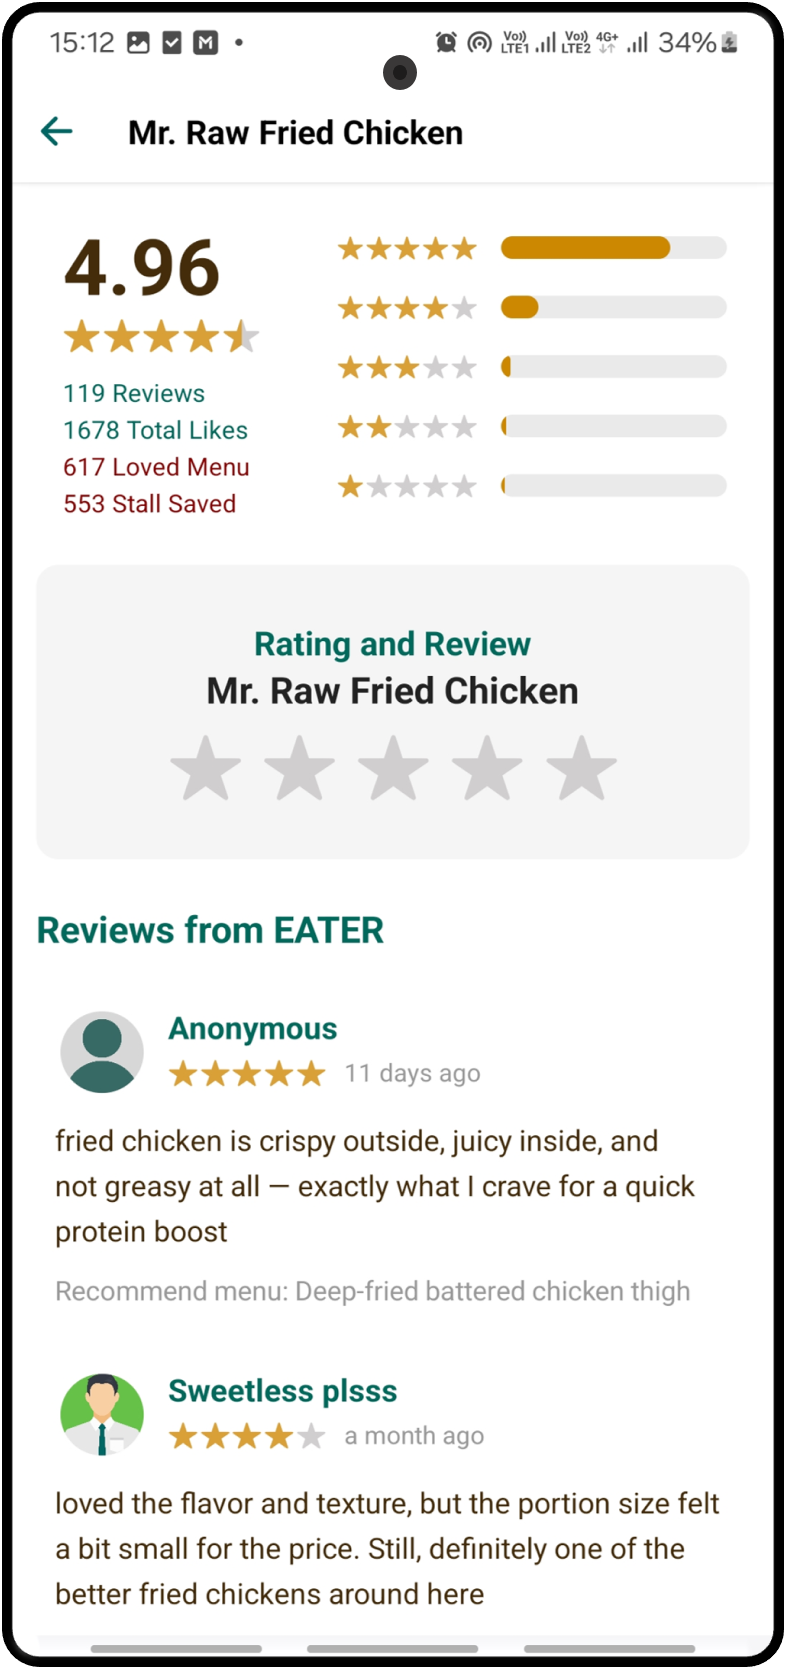 15:12 M Vo)) LTE1 Vo)) LTE2 4G+ 34%
Mr. Raw Fried Chicken
4.96
119 Reviews
1678 Total Likes
617 Loved Menu
553 Stall Saved
Rating and Review
Mr. Raw Fried Chicken
Reviews from EATER
Anonymous
11 days ago
fried chicken is crispy outside, juicy inside, and
not greasy at all — exactly what I crave for a quick
protein boost
Recommend menu: Deep-fried battered chicken thigh
Sweetless plsss
a month ago
loved the flavor and texture, but the portion size felt
a bit small for the price. Still, definitely one of the
better fried chickens around here